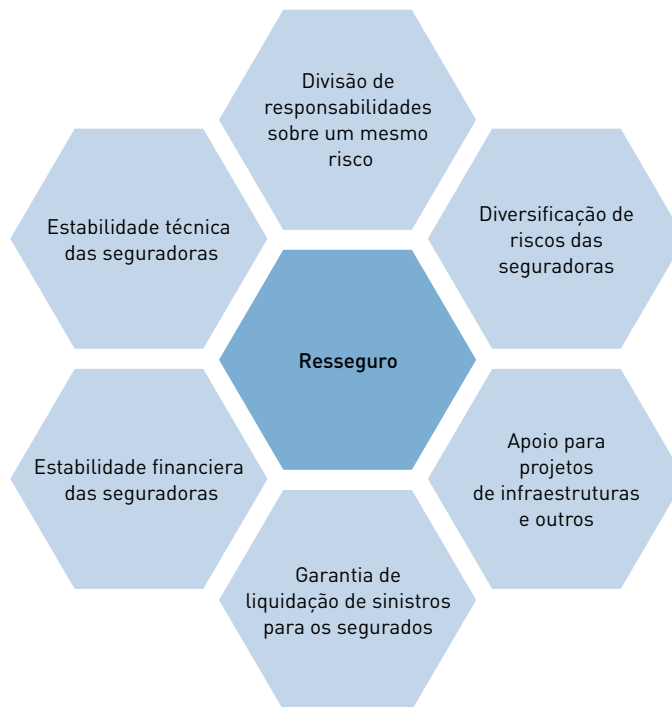 Divisão de
responsabilidades
sobre um mesmo
risco
Estabilidade técnica
das seguradoras
Diversificação de
riscos das
seguradoras
Resseguro
Estabilidade financiera
das seguradoras
Apoio para
projetos
de infraestruturas
e outros
Garantia de
liquidação de sinistros
para os segurados